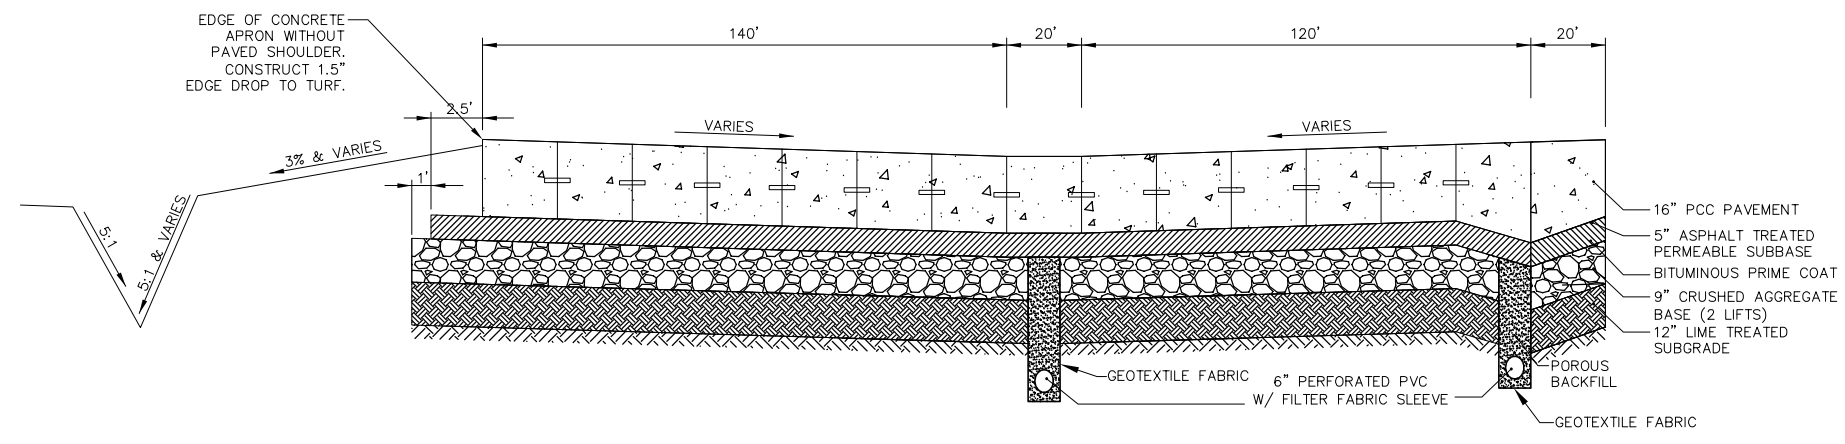 EDGE OF CONCRETE
APRON WITHOUT
PAVED SHOULDER.
CONSTRUCT 1.5"
EDGE DROP TO TURF.
140'
20'
120'
20'
2.5'
VARIES
VARIES
3% & VARIES
1'
5:1
5:1 & VARIES
16" PCC PAVEMENT
5" ASPHALT TREATED
PERMEABLE SUBBASE
BITUMINOUS PRIME COAT
9" CRUSHED AGGREGATE
BASE (2 LIFTS)
12" LIME TREATED
SUBGRADE
POROUS
BACKFILL
GEOTEXTILE FABRIC
6" PERFORATED PVC
W/ FILTER FABRIC SLEEVE
GEOTEXTILE FABRIC